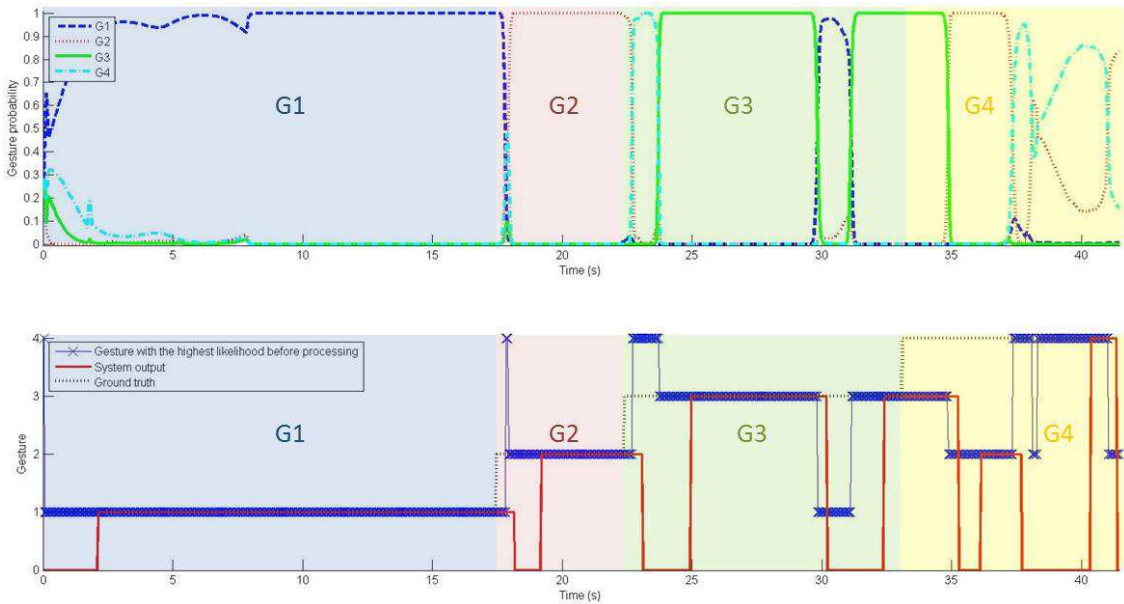 1
0.9
0.8
0.7
0.6
0.5
0.4
0.3
0.2
0.1
0
Gesture probability
G1
G2
G3
G4
G1
G2
G3
G4
0 5 10 15 20 25 30 35 40
Time (s)
4
3
2
1
0
Gesture
Gesture with the highest likelihood before processing
System output
Ground truth
G1
G2
G3
G4
0 5 10 15 20 25 30 35 40
Time (s)